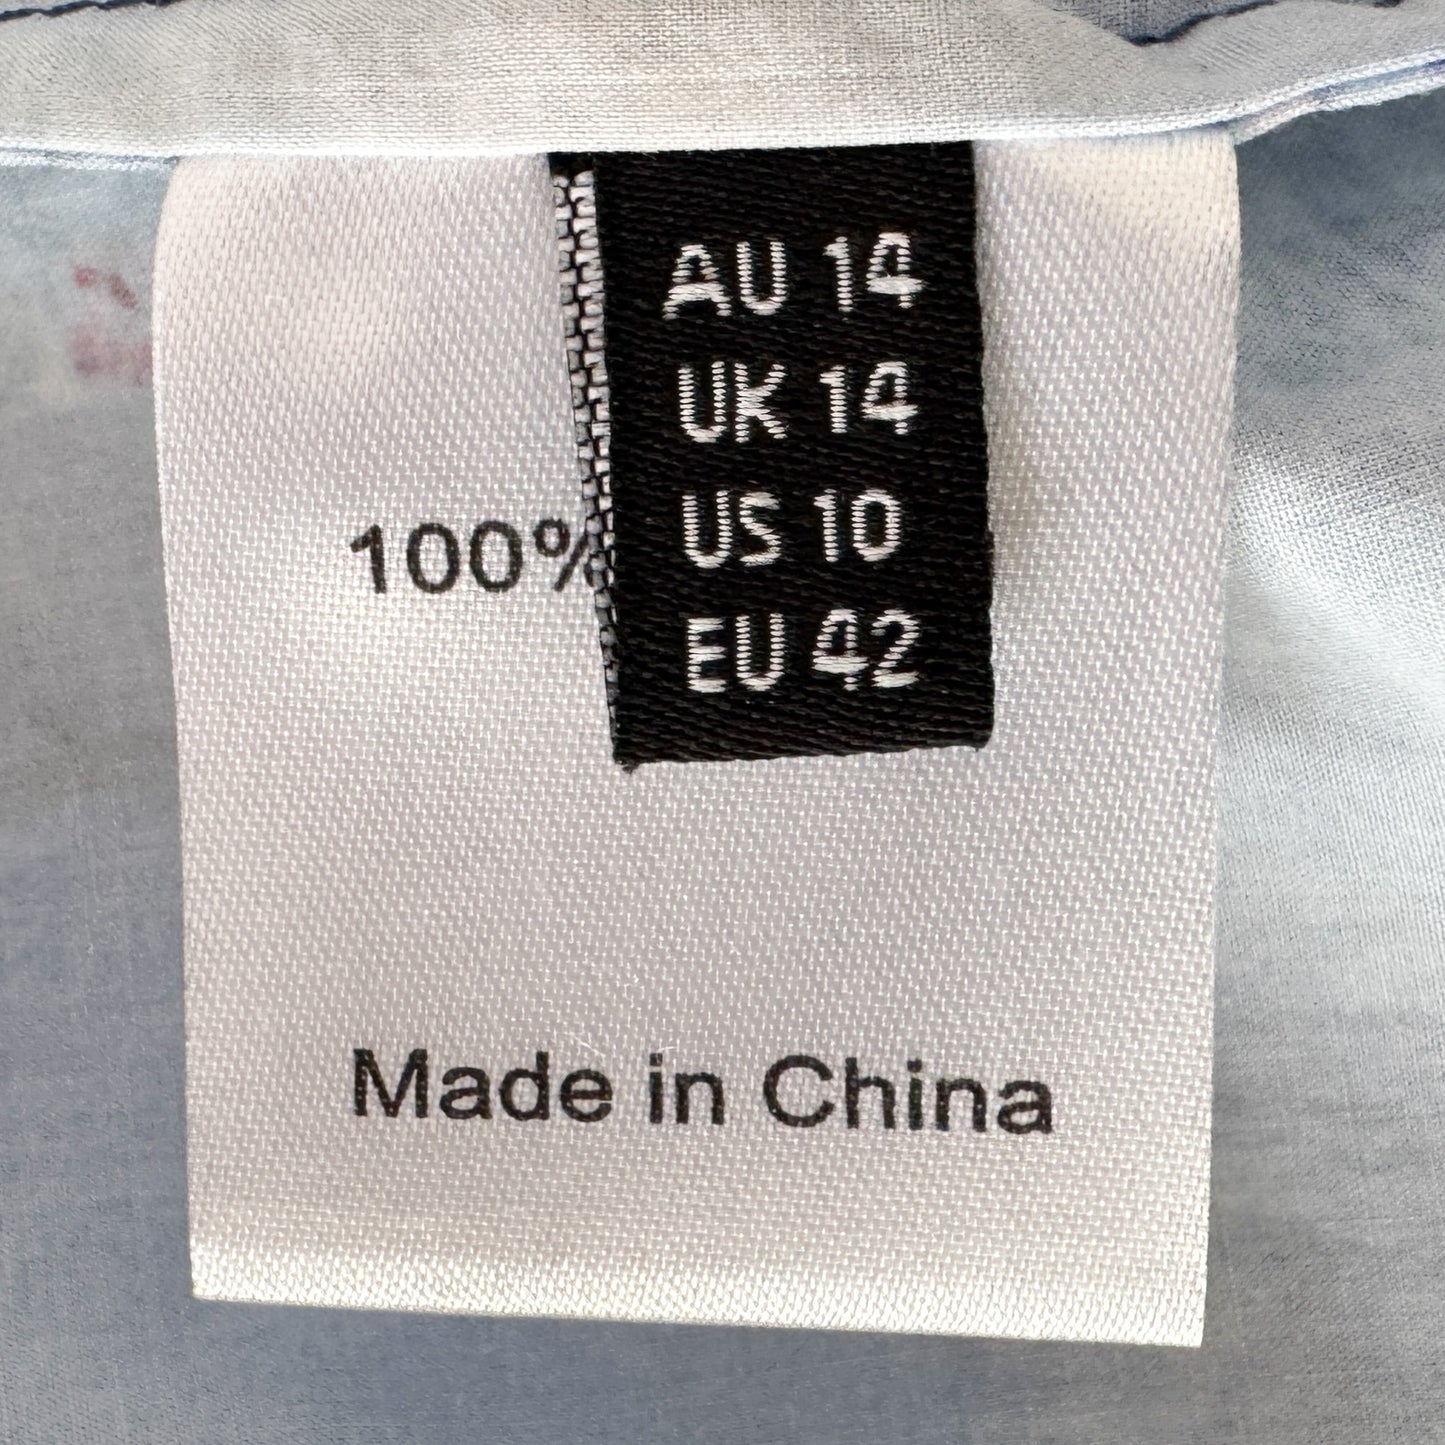 AU 14
UK 14
US 10
EU 42
100%
Made in China